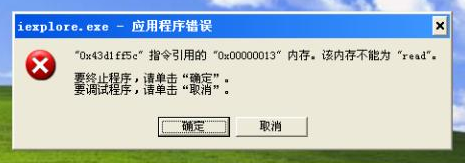 iexplore.exe - 应用程序错误
“0x43d1ff5c” 指令引用的 “0x00000013” 内存。该内存不能为 “read”。
要终止程序，请单击“确定”。
要调试程序，请单击“取消”。
确定
取消